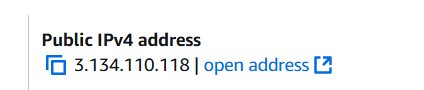 Public IPv4 address
3.134.110.118 | open address